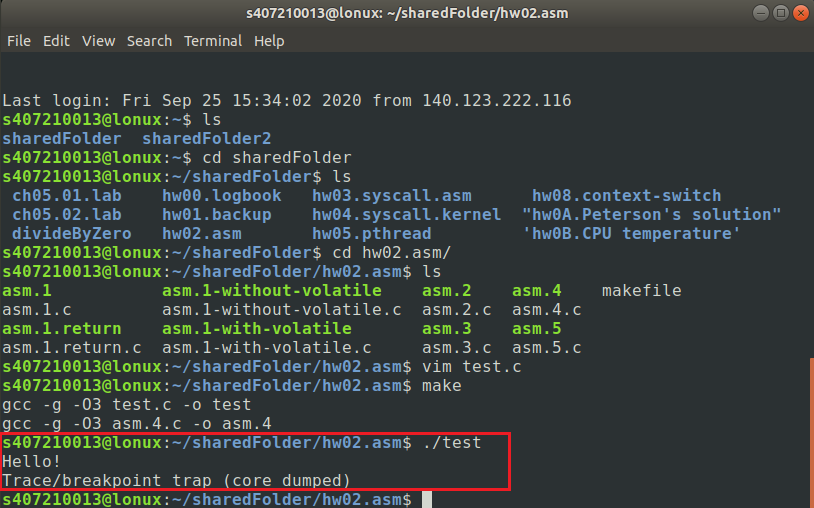 s407210013@lonux: ~/sharedFolder/hw02.asm
File Edit View Search Terminal Help
Last login: Fri Sep 25 15:34:02 2020 from 140.123.222.116
s407210013@lonux:~$ ls
sharedFolder  sharedFolder2
s407210013@lonux:~$ cd sharedFolder
s407210013@lonux:~/sharedFolder$ ls
 ch05.01.lab    hw00.logbook   hw03.syscall.asm      hw08.context-switch
 ch05.02.lab    hw01.backup    hw04.syscall.kernel  "hw0A.Peterson's solution"
 divideByZero   hw02.asm       hw05.pthread         'hw0B.CPU temperature'
s407210013@lonux:~/sharedFolder$ cd hw02.asm/
s407210013@lonux:~/sharedFolder/hw02.asm$ ls
asm.1           asm.1-without-volatile    asm.2    asm.4    makefile
asm.1.c         asm.1-without-volatile.c  asm.2.c  asm.4.c
asm.1.return    asm.1-with-volatile       asm.3    asm.5
asm.1.return.c  asm.1-with-volatile.c     asm.3.c  asm.5.c
s407210013@lonux:~/sharedFolder/hw02.asm$ vim test.c
s407210013@lonux:~/sharedFolder/hw02.asm$ make
gcc -g -O3 test.c -o test
gcc -g -O3 asm.4.c -o asm.4
s407210013@lonux:~/sharedFolder/hw02.asm$ ./test
Hello!
Trace/breakpoint trap (core dumped)
s407210013@lonux:~/sharedFolder/hw02.asm$